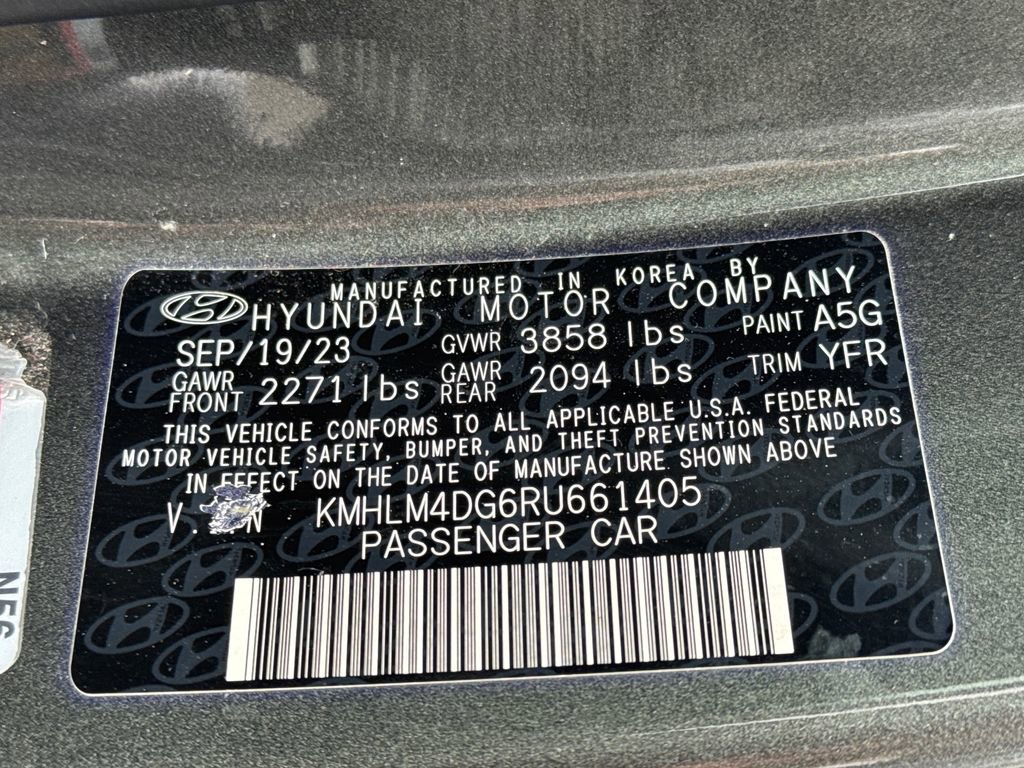 MANUFACTURED IN KOREA BY
HYUNDAI MOTOR COMPANY
SEP/19/23 GVWR 3858 lbs PAINT A5G
GAWR FRONT 2271 lbs GAWR REAR 2094 lbs TRIM YFR
THIS VEHICLE CONFORMS TO ALL APPLICABLE U.S.A. FEDERAL
MOTOR VEHICLE SAFETY, BUMPER, AND THEFT PREVENTION STANDARDS
IN EFFECT ON THE DATE OF MANUFACTURE SHOWN ABOVE
V. N KMHLM4DG6RU661405
PASSENGER CAR
N56